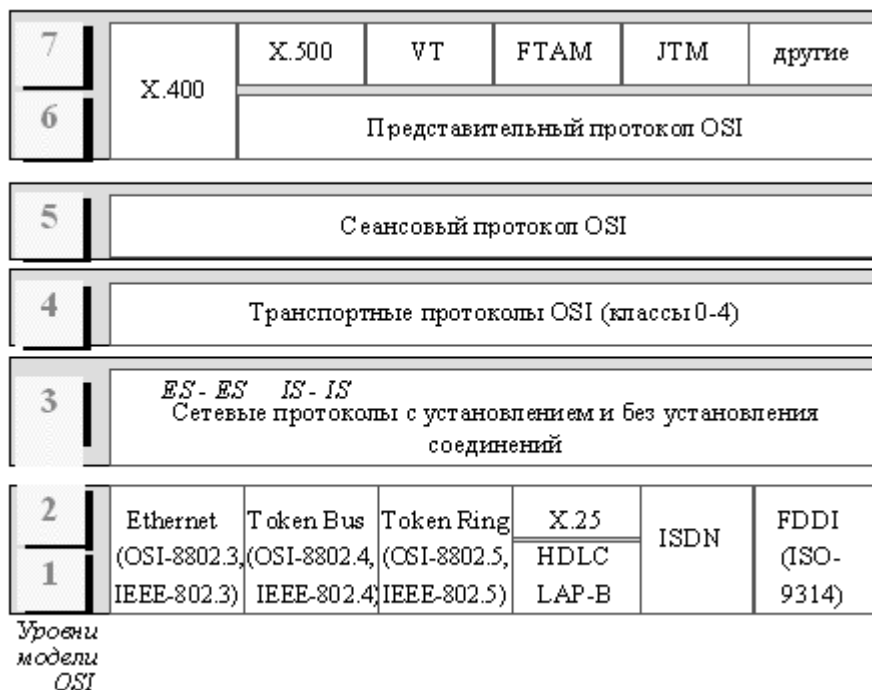 7
X.500 VT FTAM JTM другие
X.400
6
Представительный протокол OSI
5
Сеансовый протокол OSI
4
Транспортные протоколы OSI (классы 0-4)
3
ES - ES IS - IS
Сетевые протоколы с установлением и без установления
соединений
2
Ethernet Token Bus Token Ring X.25 ISDN FDDI
(OSI-8802.3, (OSI-8802.4, (OSI-8802.5, HDLC (ISO-
1
IEEE-802.3) IEEE-802.4) IEEE-802.5) LAP-B 9314)
Уровни
модели
OSI